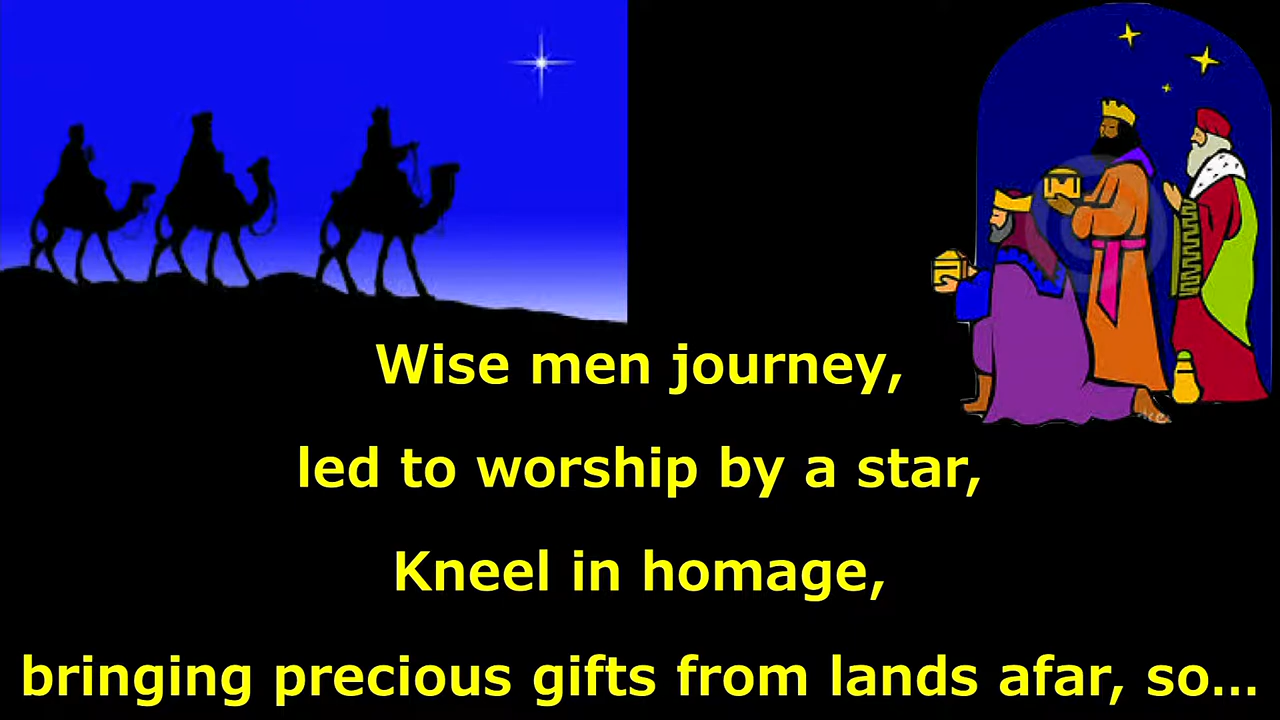 Wise men journey,
led to worship by a star,
Kneel in homage,
bringing precious gifts from lands afar, so...